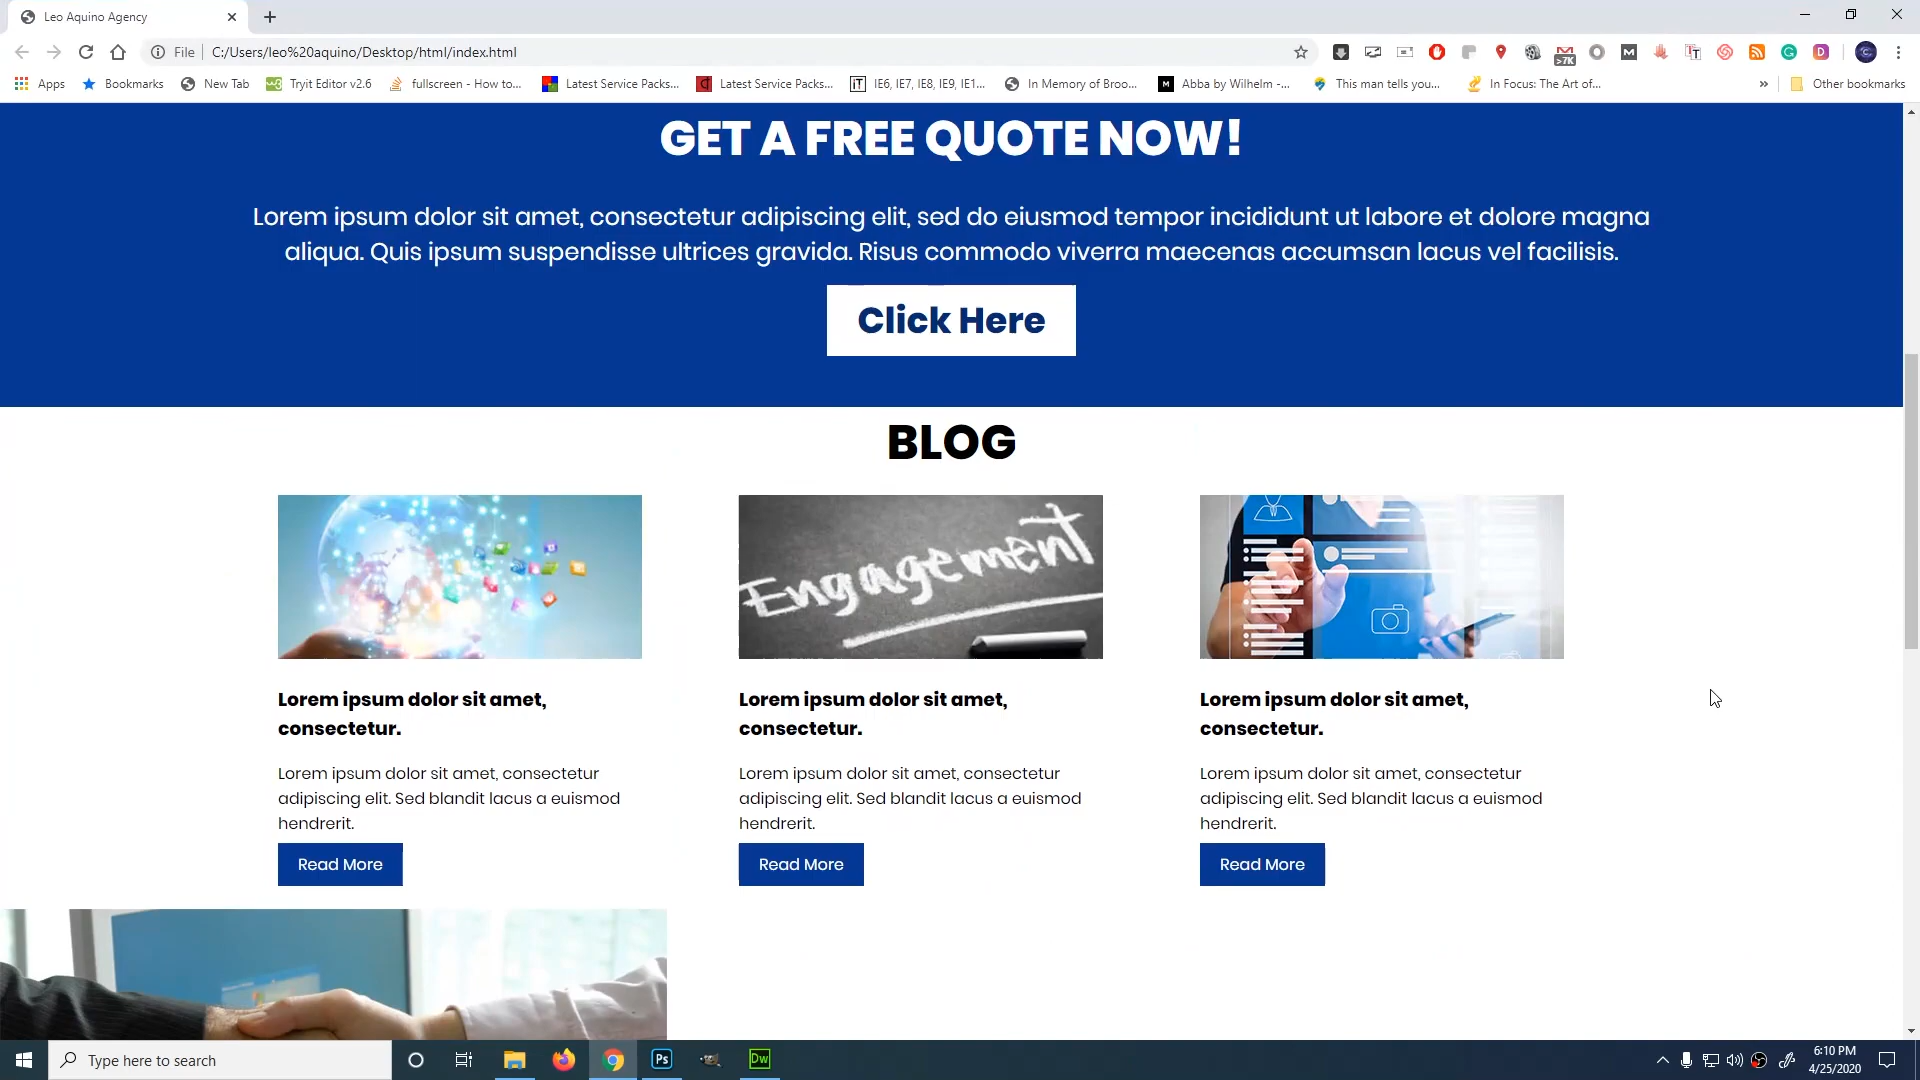 Leo Aquino Agency
File
C:/Users/leo%20aquino/Desktop/html/index.html
>7K
Apps
Bookmarks
New Tab
Tryit Editor v2.6
fullscreen - How to...
Latest Service Packs...
Latest Service Packs...
IE6, IE7, IE8, IE9, IE1...
In Memory of Broo...
Abba by Wilhelm -...
This man tells you...
In Focus: The Art of...
»
Other bookmarks
GET A FREE QUOTE NOW!
Lorem ipsum dolor sit amet, consectetur adipiscing elit, sed do eiusmod tempor incididunt ut labore et dolore magna
aliqua. Quis ipsum suspendisse ultrices gravida. Risus commodo viverra maecenas accumsan lacus vel facilisis.
Click Here
BLOG
Engagement
Lorem ipsum dolor sit amet,
consectetur.
Lorem ipsum dolor sit amet, consectetur
adipiscing elit. Sed blandit lacus a euismod
hendrerit.
Read More
Lorem ipsum dolor sit amet,
consectetur.
Lorem ipsum dolor sit amet, consectetur
adipiscing elit. Sed blandit lacus a euismod
hendrerit.
Read More
Lorem ipsum dolor sit amet,
consectetur.
Lorem ipsum dolor sit amet, consectetur
adipiscing elit. Sed blandit lacus a euismod
hendrerit.
Read More
Type here to search
Ps
Dw
6:10 PM
4/25/2020